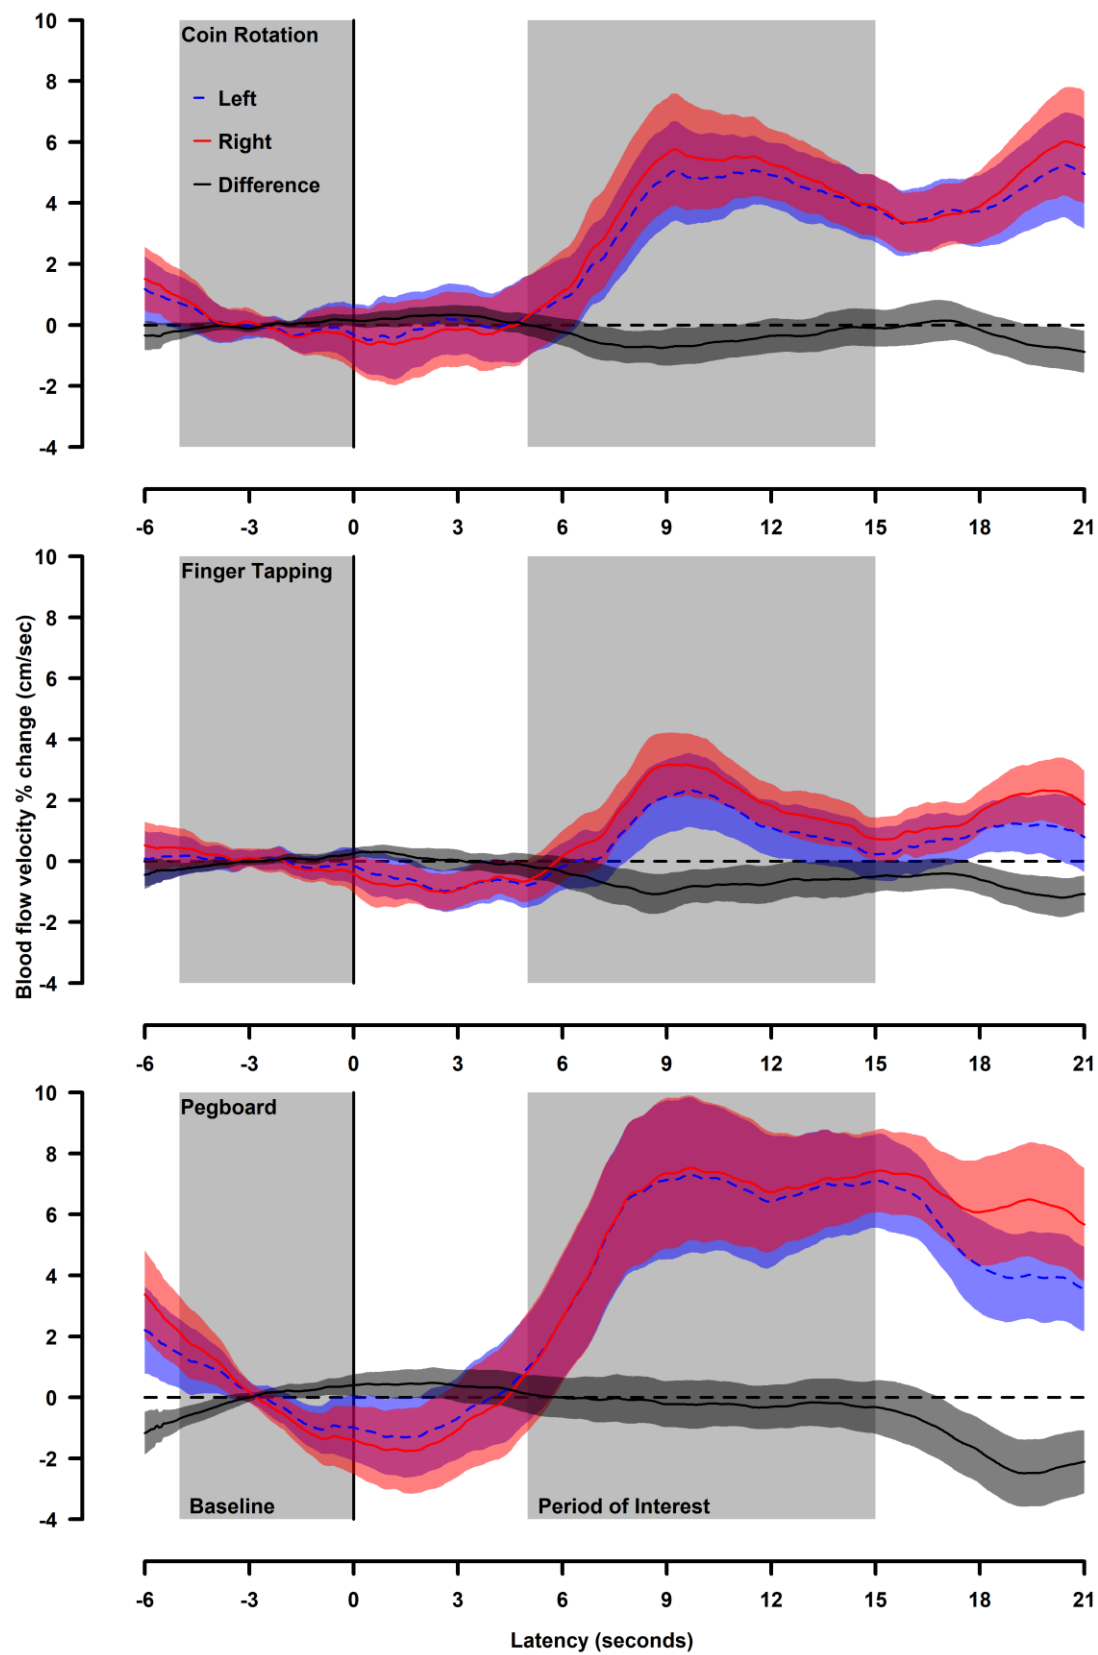 10
Coin Rotation
8
Left
6
Right
Difference
4
2
0
-2
-4
-6 -3 0 3 6 9 12 15 18 21
10
Finger Tapping
8
6
4
2
0
-2
-4
Blood flow velocity % change (cm/sec)
-6 -3 0 3 6 9 12 15 18 21
10
Pegboard
8
6
4
2
0
-2
Baseline Period of Interest
-4
-6 -3 0 3 6 9 12 15 18 21
Latency (seconds)